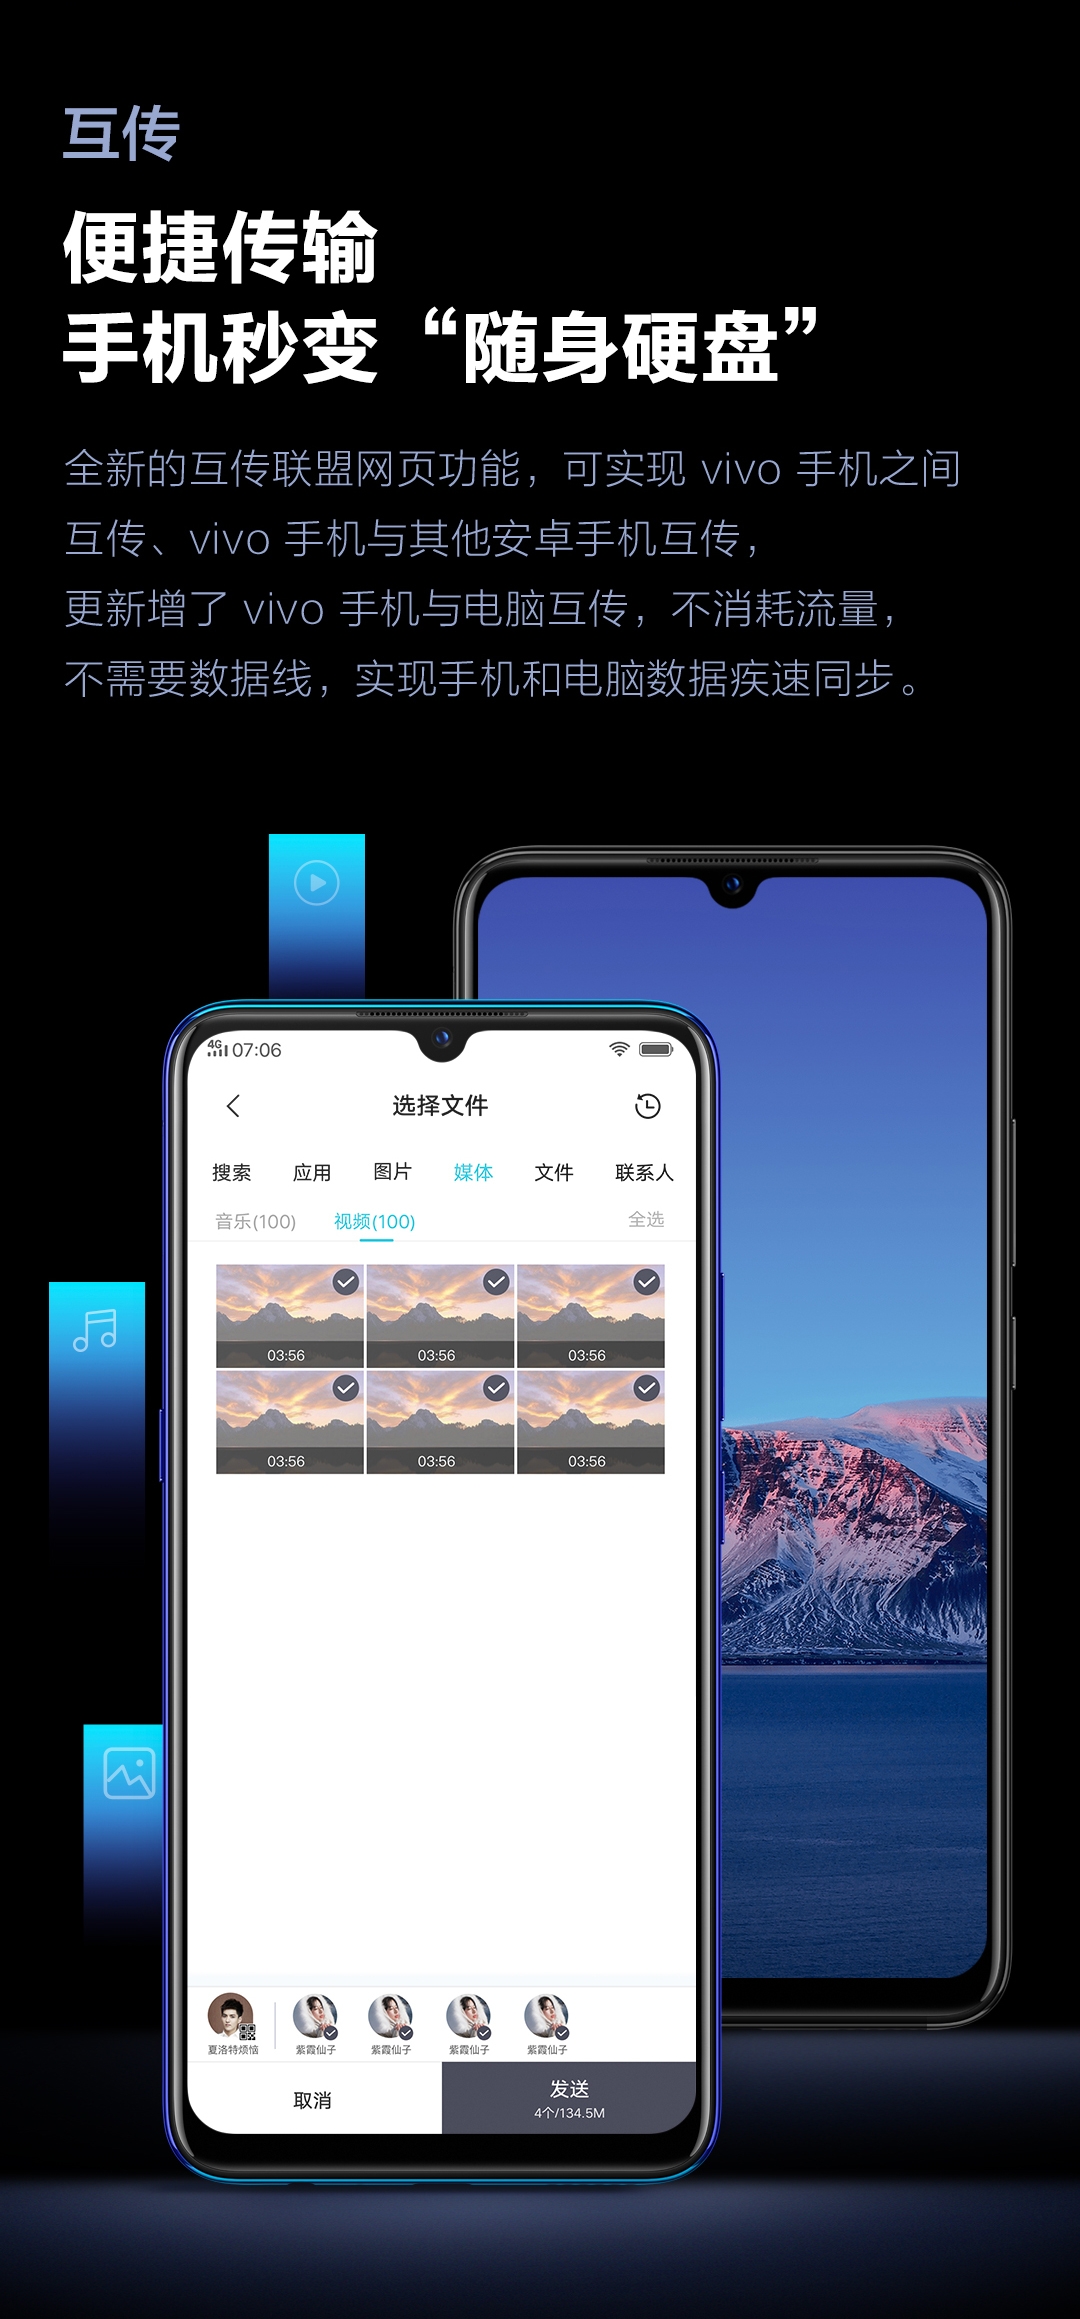 互传
便捷传输
手机秒变“随身硬盘”
全新的互传联盟网页功能，可实现 vivo 手机之间
互传、vivo 手机与其他安卓手机互传，
更新增了 vivo 手机与电脑互传，不消耗流量，
不需要数据线，实现手机和电脑数据疾速同步。
4G 07:06
选择文件
搜索 应用 图片 媒体 文件 联系人
音乐(100) 视频(100) 全选
03:56 03:56 03:56
03:56 03:56 03:56
夏洛特烦恼 紫霞仙子 紫霞仙子 紫霞仙子 紫霞仙子
取消 发送
4个/134.5M